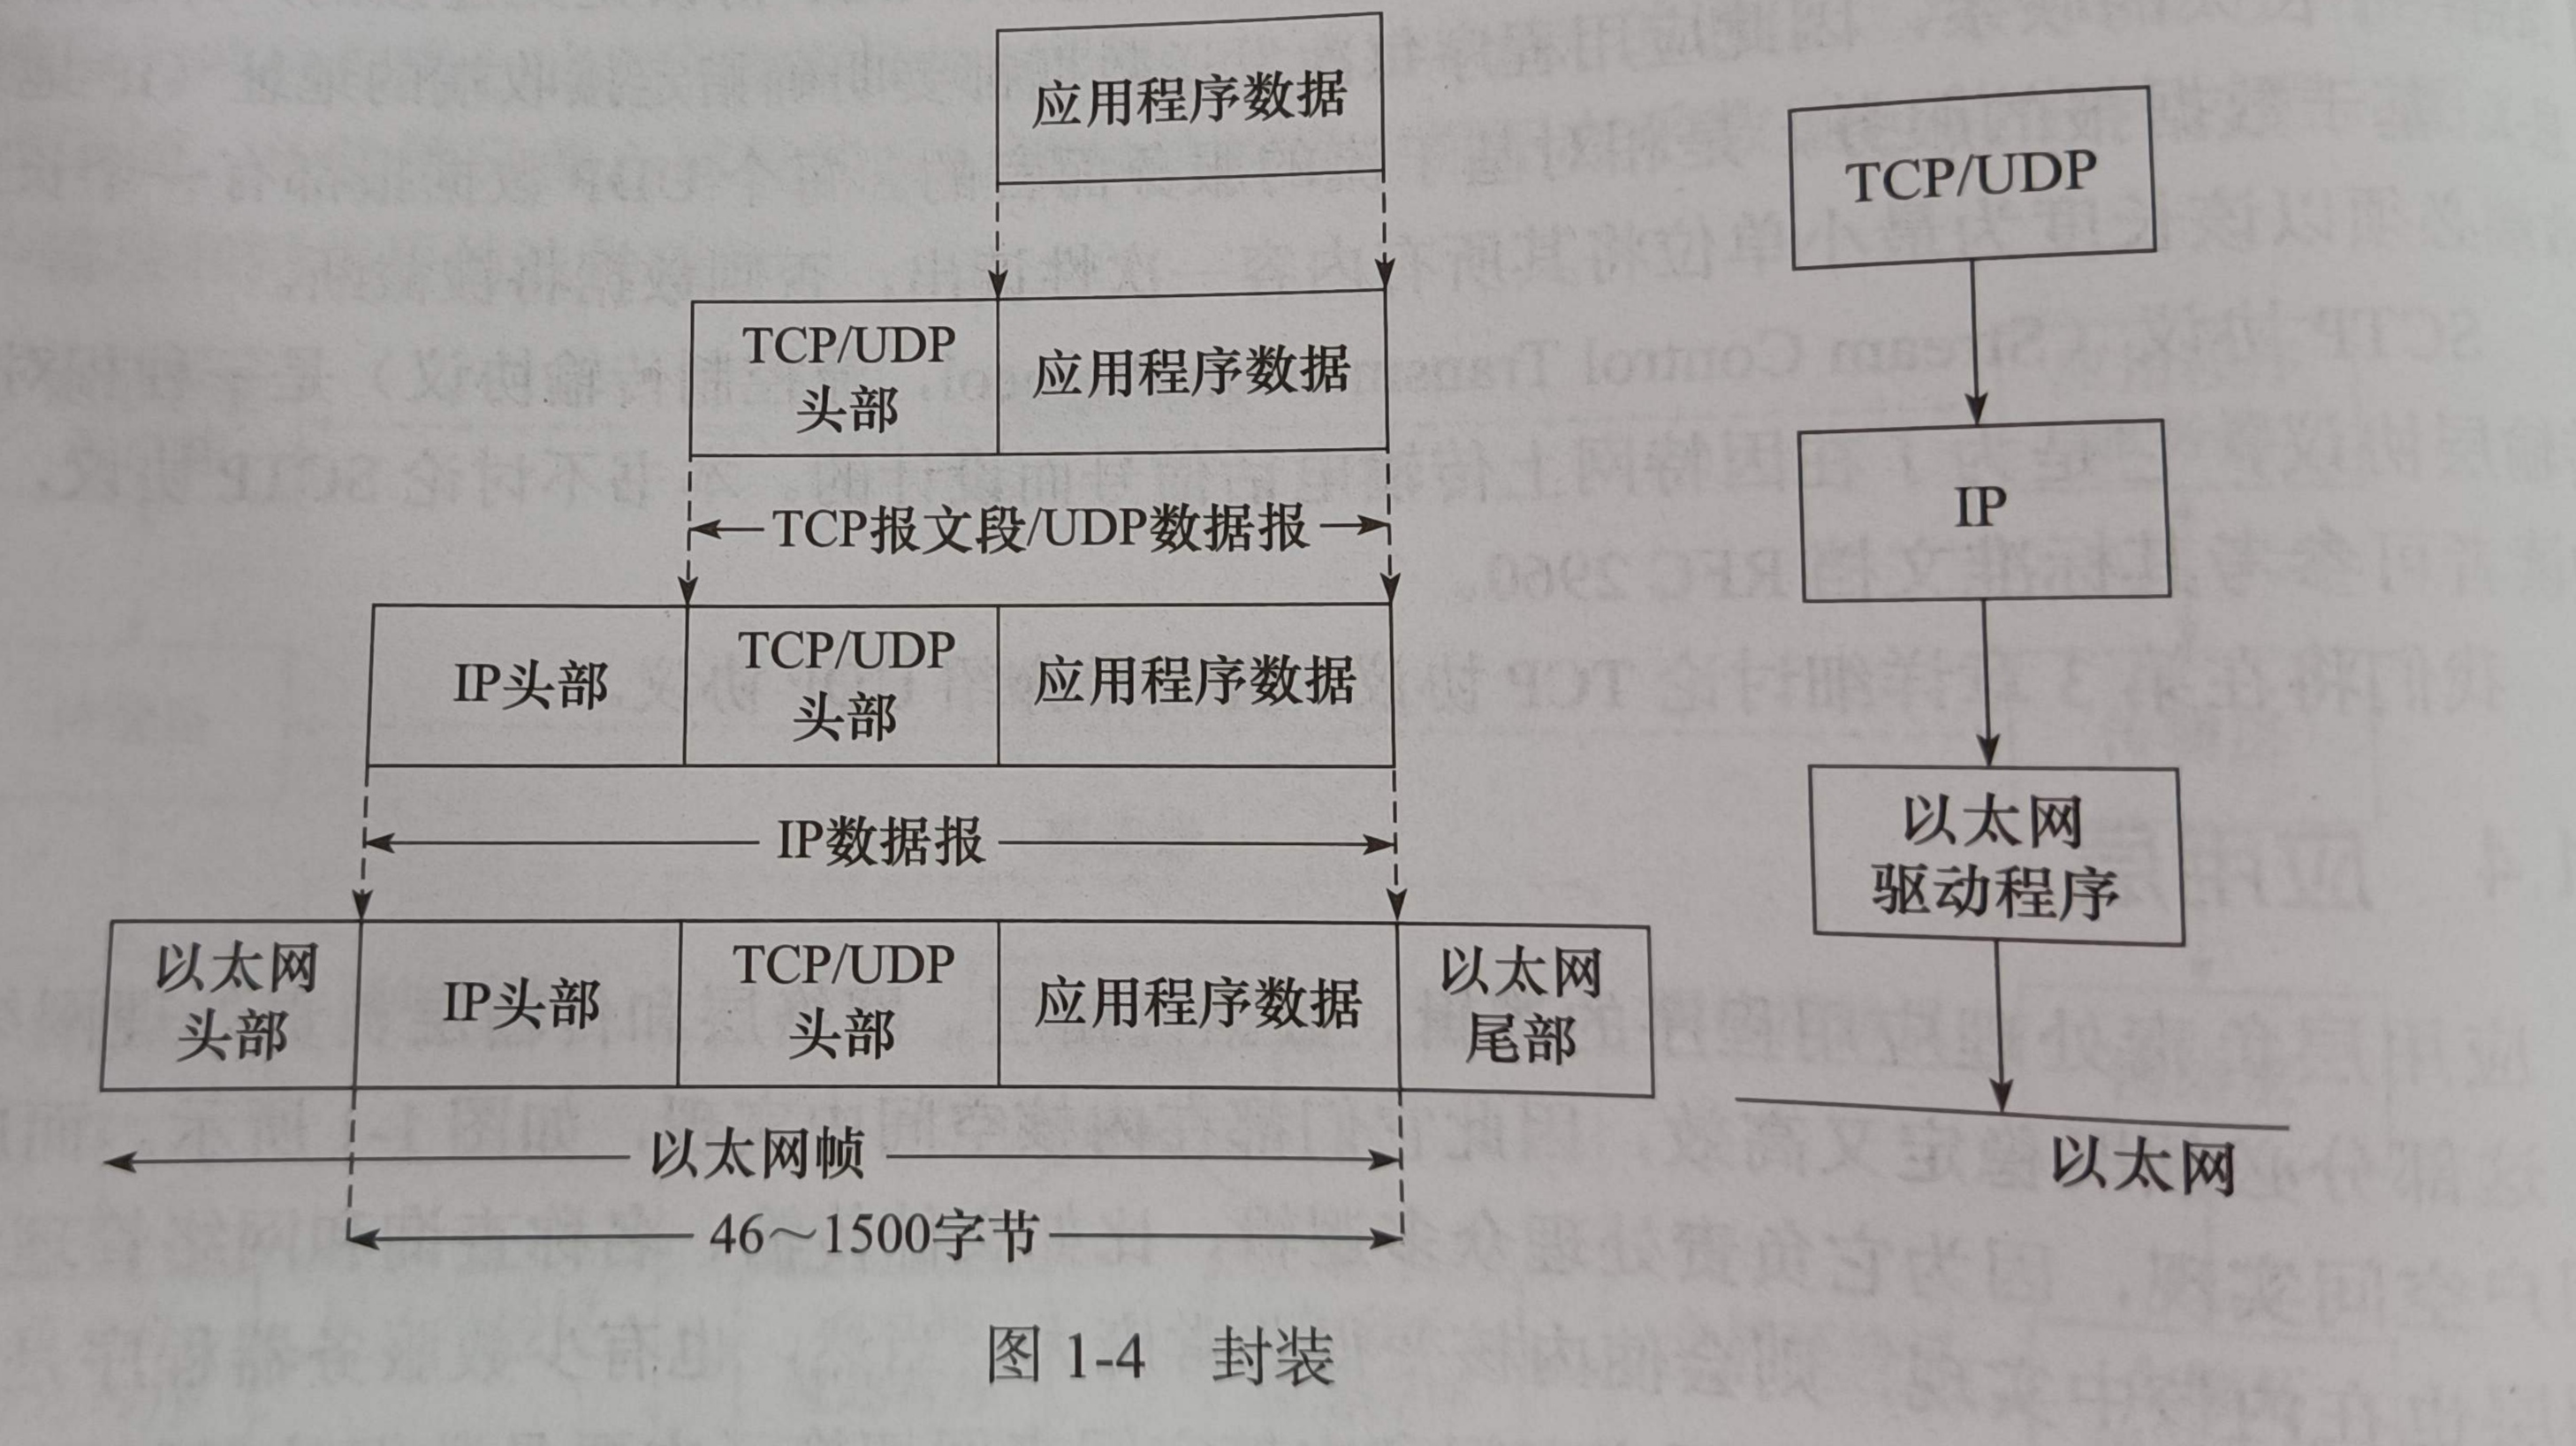 应用程序数据
TCP/UDP
头部
应用程序数据
TCP报文段/UDP数据报
IP头部
TCP/UDP
头部
应用程序数据
IP数据报
以太网
头部
IP头部
TCP/UDP
头部
应用程序数据
以太网
尾部
以太网帧
46～1500字节
TCP/UDP
IP
以太网
驱动程序
以太网
图 1-4 封装